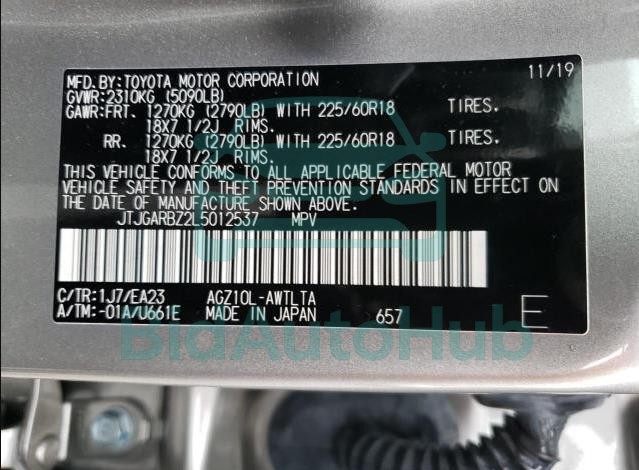 MFD.BY:TOYOTA MOTOR CORPORATION 11/19
GVWR:2310KG (5090LB)
GAWR:FRT. 1270KG (2790LB) WITH 225/60R18 TIRES.
18X7 1/2J RIMS.
RR. 1270KG (2790LB) WITH 225/60R18 TIRES.
18X7 1/2J RIMS.
THIS VEHICLE CONFORMS TO ALL APPLICABLE FEDERAL MOTOR
VEHICLE SAFETY AND THEFT PREVENTION STANDARDS IN EFFECT ON
THE DATE OF MANUFACTURE SHOWN ABOVE.
JTJGARBZ2L5012537 MPV
C/TR:1J7/EA23 AGZ10L-AWTLTA
A/TM:-01A/U661E MADE IN JAPAN 657 E
BidAutoHub